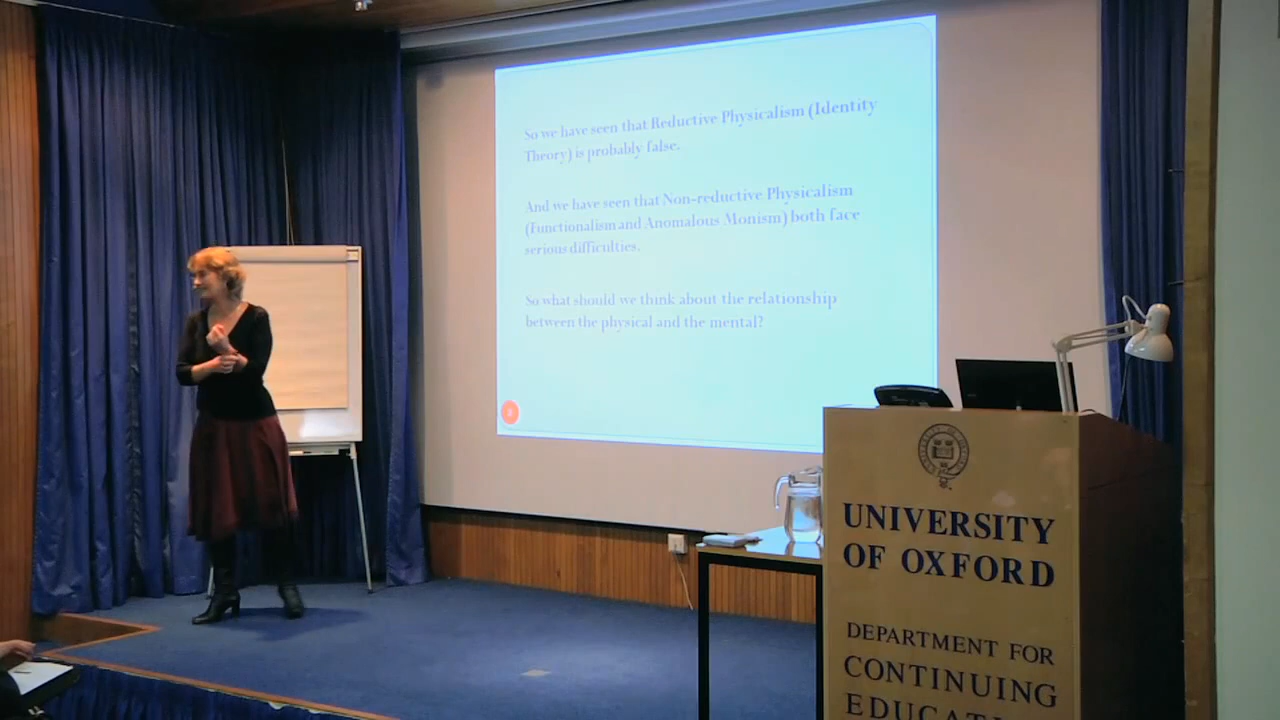 So we have seen that Reductive Physicalism (Identity
Theory) is probably false.
And we have seen that Non-reductive Physicalism
(Functionalism and Anomalous Monism) both face
serious difficulties.
So what should we think about the relationship
between the physical and the mental?
UNIVERSITY
OF OXFORD
DEPARTMENT FOR
CONTINUING